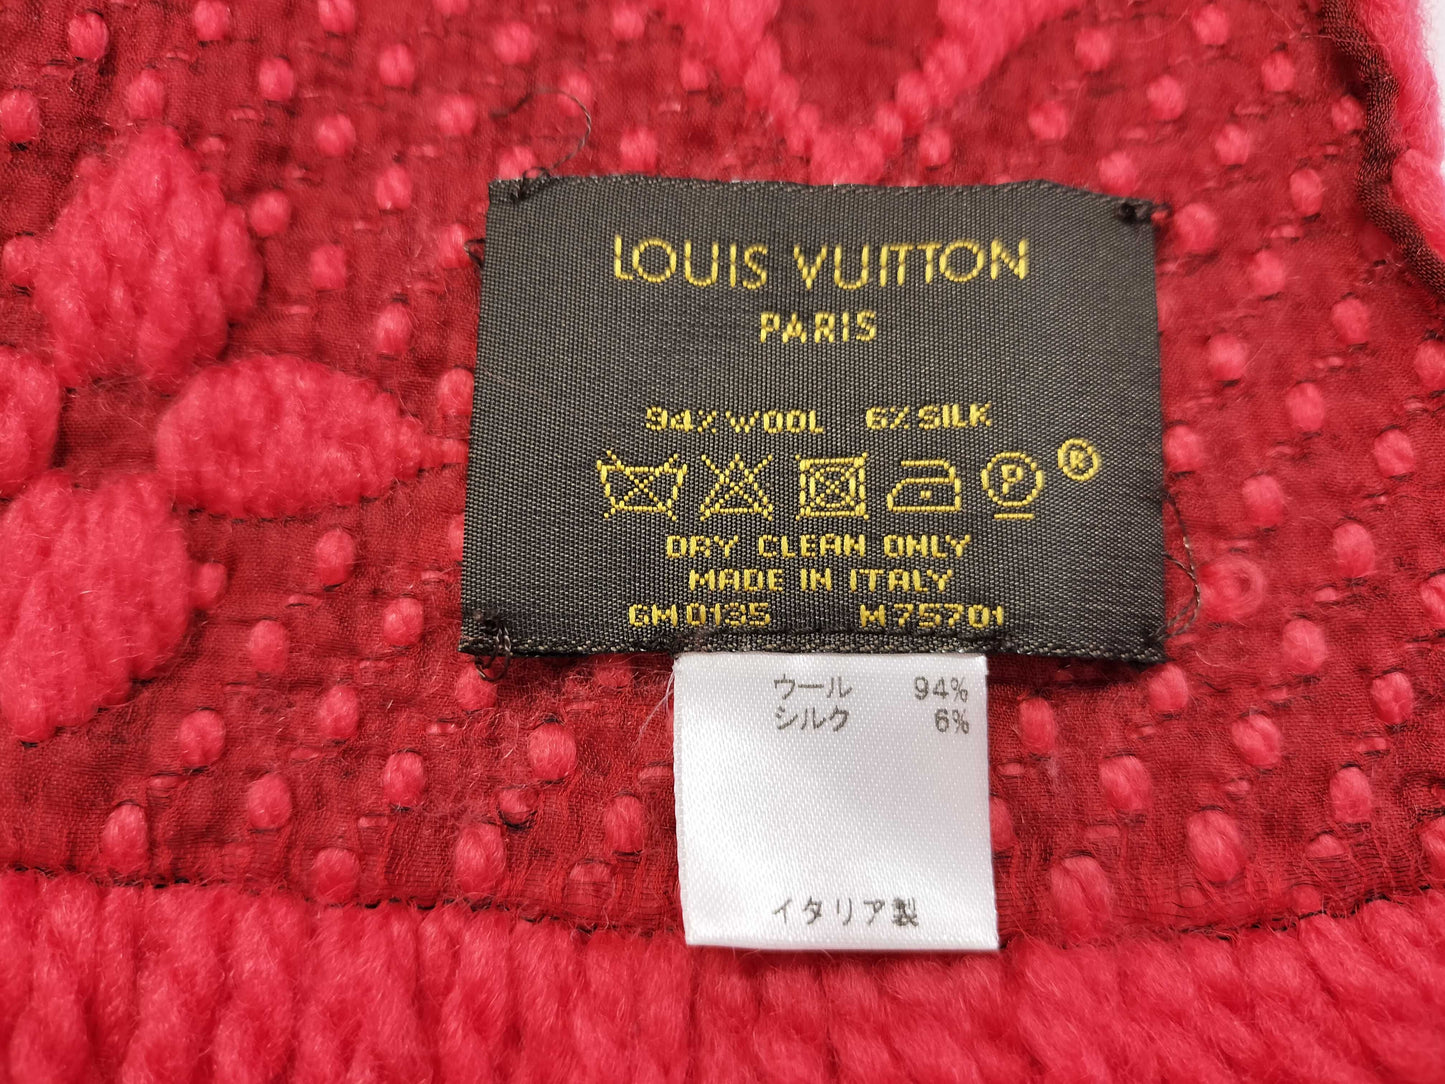 LOUIS VUITTON
PARIS
94% WOOL 6% SILK
P ®
DRY CLEAN ONLY
MADE IN ITALY
GM0135 M75701
ウール 94%
シルク 6%
イタリア製